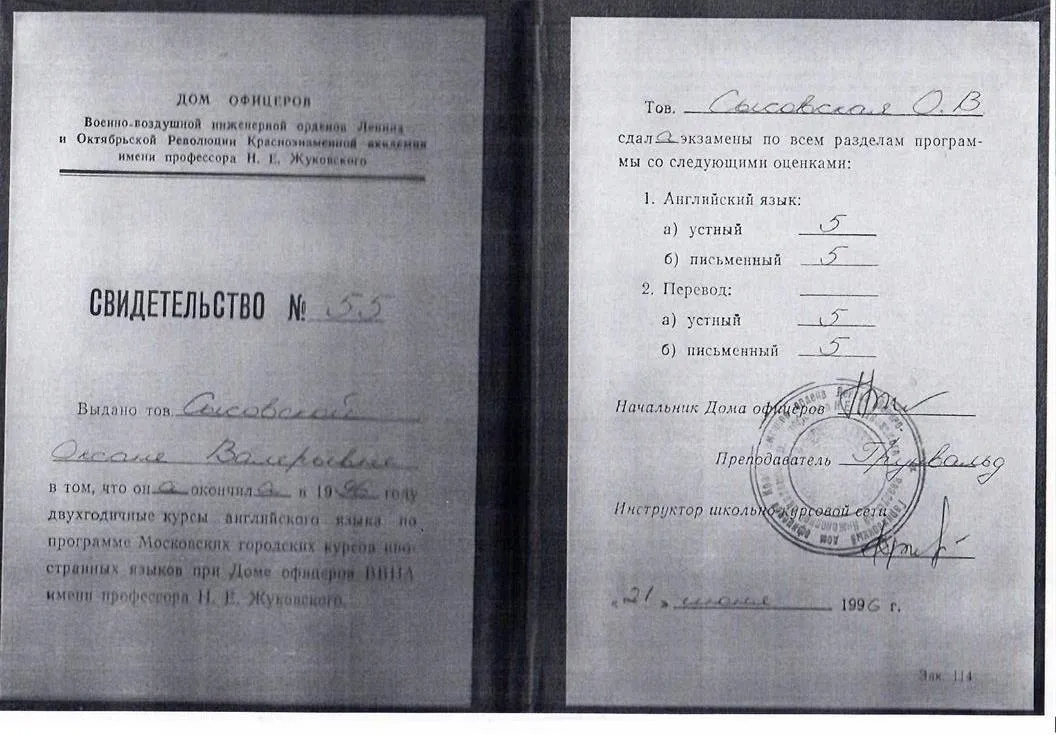 ДОМ ОФИЦЕРОВ
Военно-воздушной инженерной орденов Ленина
и Октябрьской Революции Краснознаменной академии
имени профессора Н. Е. Жуковского
СВИДЕТЕЛЬСТВО № 55
Выдано тов. Сысовской
Оксане Валерьевне
в том, что она окончила в 1996 году
двухгодичные курсы английского языка по
программе Московских городских курсов ино-
странных языков при Доме офицеров ВВИА
имени профессора Н. Е. Жуковского.
Тов. Сысовская О. В
сдала экзамены по всем разделам програм-
мы со следующими оценками:
1. Английский язык:
а) устный 5
б) письменный 5
2. Перевод:
а) устный 5
б) письменный 5
Начальник Дома офицеров
Преподаватель Грунвальд
Инструктор школьно-курсовой сети
«21» июня 1996 г.
Зак. 114